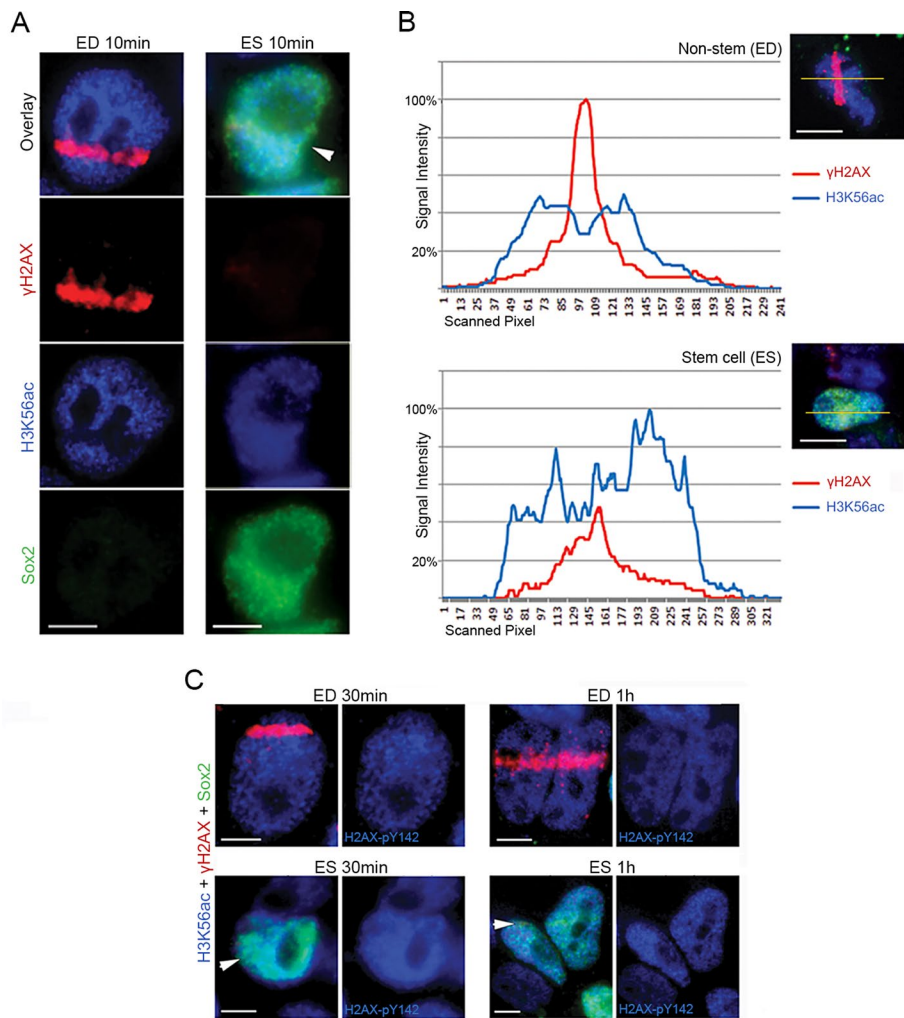 A
ED 10min
ES 10min
Overlay
γH2AX
H3K56ac
Sox2
B
Non-stem (ED)
Signal Intensity
100%
20%
1 13 25 37 49 61 73 85 97 109 121 133 145 157 169 181 193 205 217 229 241
Scanned Pixel
γH2AX
H3K56ac
Stem cell (ES)
Signal Intensity
100%
20%
1 17 33 49 65 81 97 113 129 145 161 177 193 209 225 241 257 273 289 305 321
Scanned Pixel
γH2AX
H3K56ac
C
H3K56ac + γH2AX + Sox2
ED 30min
ED 1h
H2AX-pY142
H2AX-pY142
ES 30min
ES 1h
H2AX-pY142
H2AX-pY142